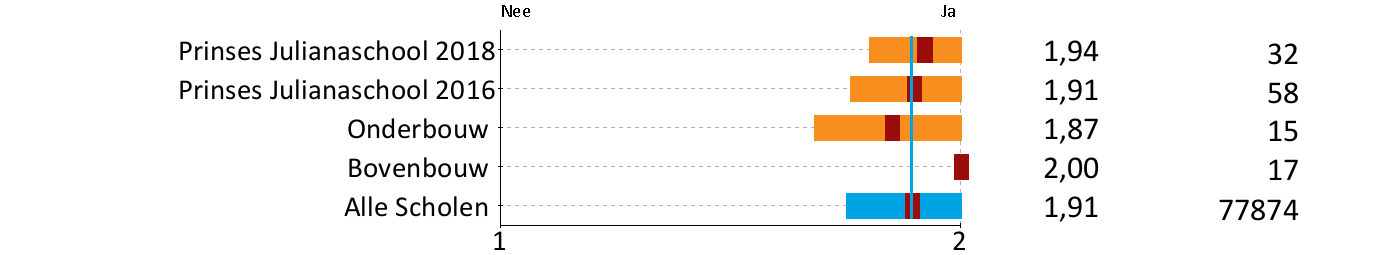 Nee Ja
Prinses Julianaschool 2018 1,94 32
Prinses Julianaschool 2016 1,91 58
Onderbouw 1,87 15
Bovenbouw 2,00 17
Alle Scholen 1,91 77874
1 2